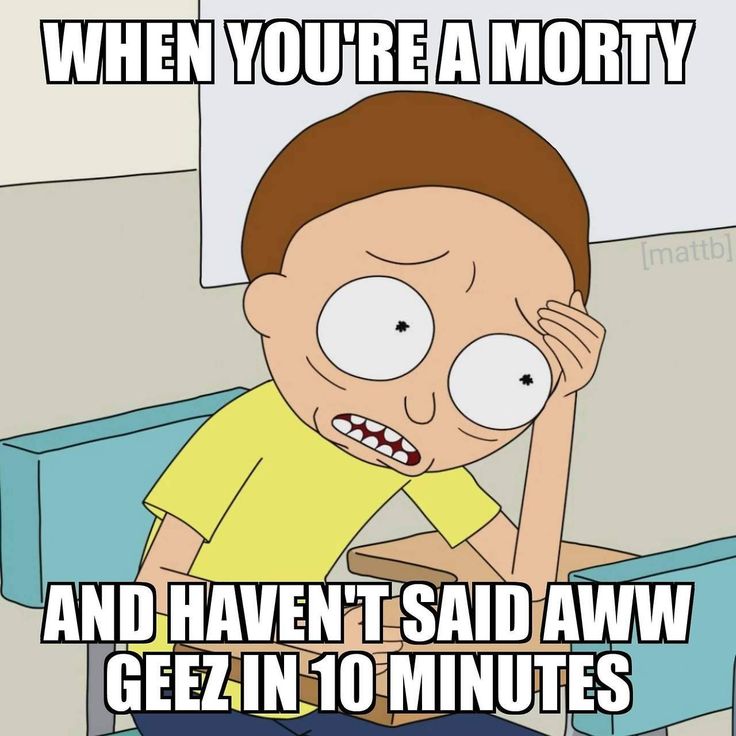 WHEN YOU'RE A MORTY
[mattb]
AND HAVEN'T SAID AWW
GEEZ IN 10 MINUTES